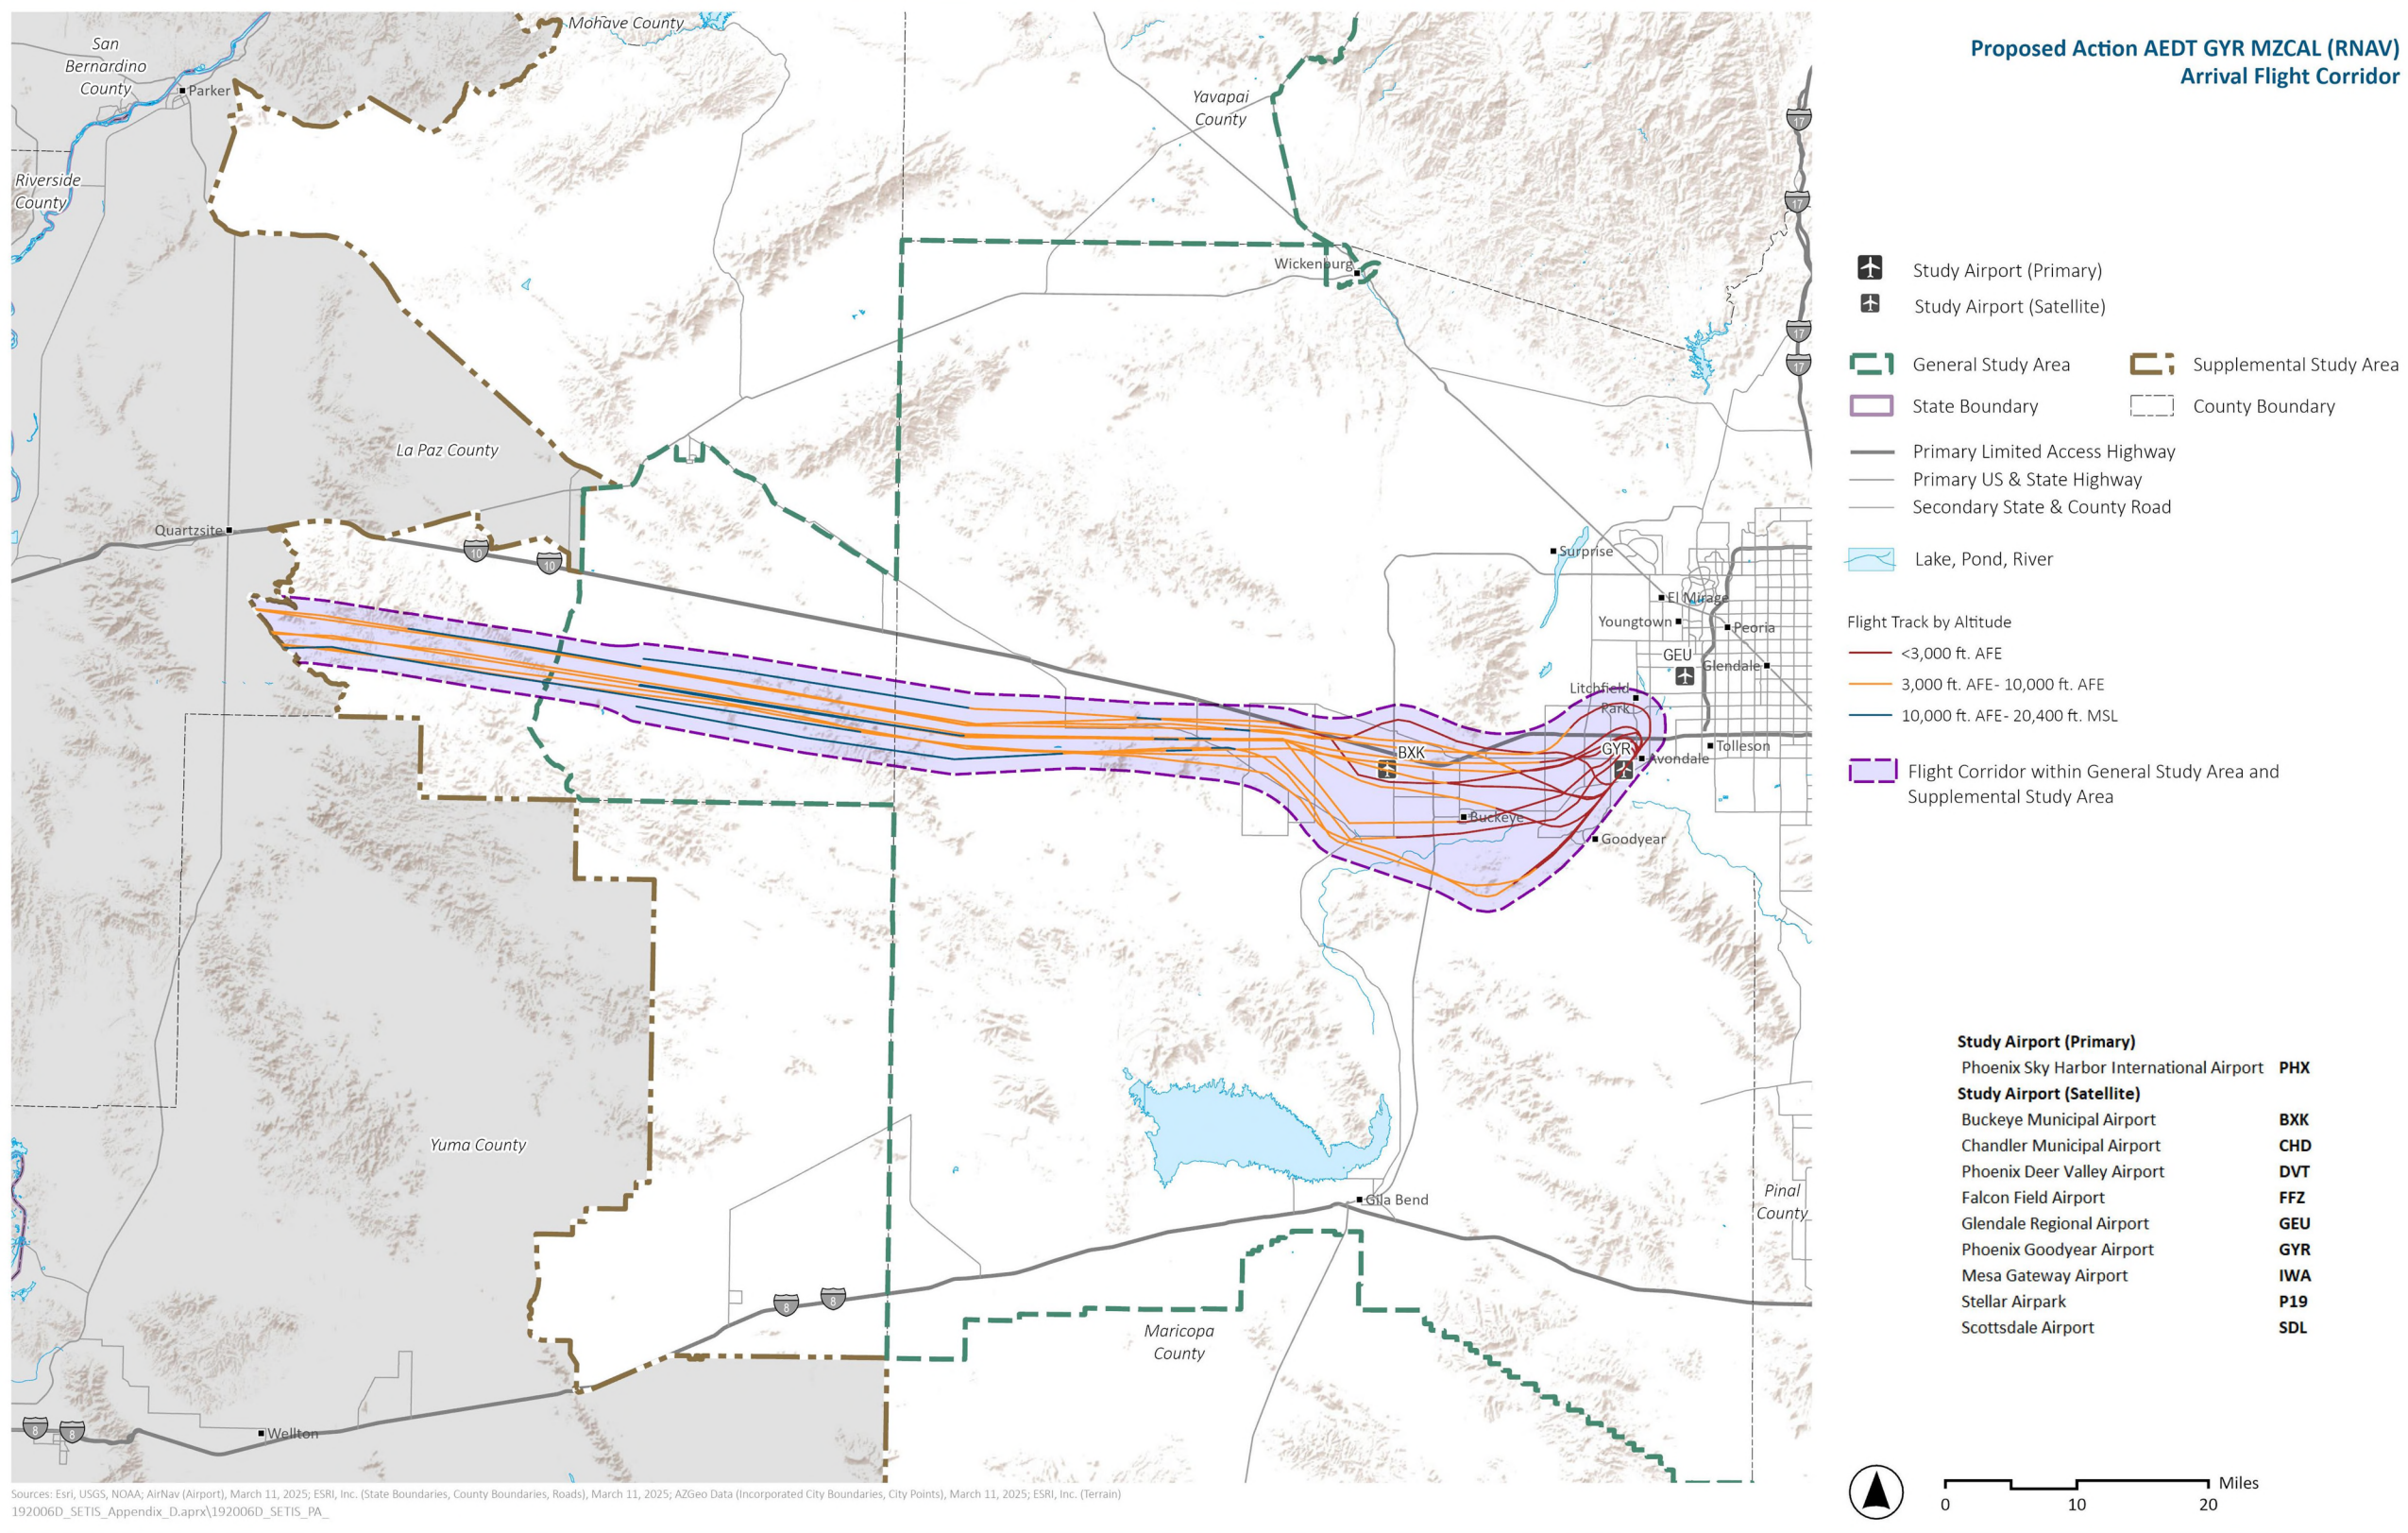 Proposed Action AEDT GYR MZCAL (RNAV)
Arrival Flight Corridor
Mohave County
San
Bernardino
County
Parker
Yavapai
County
17
Riverside
County
17
Wickenburg
17
17
La Paz County
Quartzsite
10
10
Surprise
El Mirage
Youngtown
Peoria
GEU
Glendale
Litchfield
Park
BXK
GYR
Tolleson
Avondale
Buckeye
Goodyear
Yuma County
Pinal
County
Gila Bend
8
8
Maricopa
County
8
8
Wellton
Study Airport (Primary)
Study Airport (Satellite)
General Study Area
Supplemental Study Area
State Boundary
County Boundary
Primary Limited Access Highway
Primary US & State Highway
Secondary State & County Road
Lake, Pond, River
Flight Track by Altitude
<3,000 ft. AFE
3,000 ft. AFE- 10,000 ft. AFE
10,000 ft. AFE- 20,400 ft. MSL
Flight Corridor within General Study Area and
Supplemental Study Area
Study Airport (Primary)
Phoenix Sky Harbor International Airport PHX
Study Airport (Satellite)
Buckeye Municipal Airport BXK
Chandler Municipal Airport CHD
Phoenix Deer Valley Airport DVT
Falcon Field Airport FFZ
Glendale Regional Airport GEU
Phoenix Goodyear Airport GYR
Mesa Gateway Airport IWA
Stellar Airpark P19
Scottsdale Airport SDL
Miles
0 10 20
Sources: Esri, USGS, NOAA; AirNav (Airport), March 11, 2025; ESRI, Inc. (State Boundaries, County Boundaries, Roads), March 11, 2025; AZGeo Data (Incorporated City Boundaries, City Points), March 11, 2025; ESRI, Inc. (Terrain)
192006D_SETIS_Appendix_D.aprx\192006D_SETIS_PA_